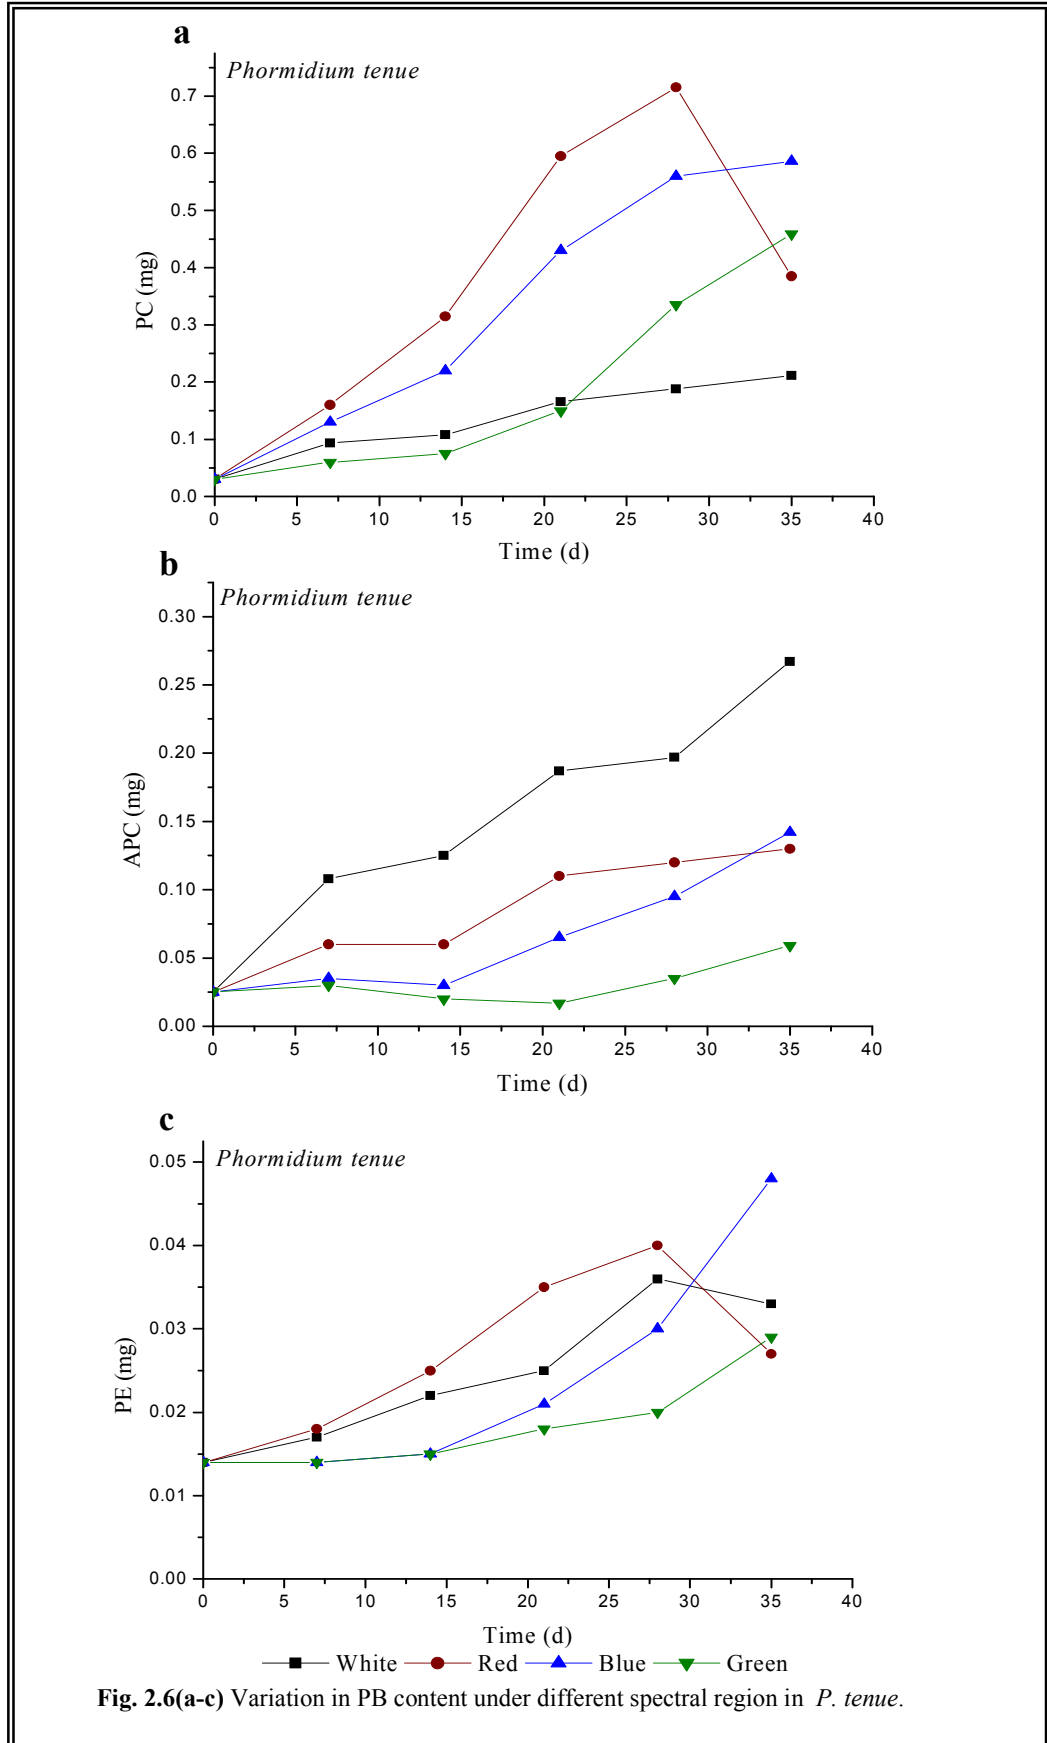 a
Phormidium tenue
0.7
0.6
0.5
0.4
0.3
0.2
0.1
0.0
PC (mg)
0 5 10 15 20 25 30 35 40
Time (d)
b
Phormidium tenue
0.30
0.25
0.20
0.15
0.10
0.05
0.00
APC (mg)
0 5 10 15 20 25 30 35 40
Time (d)
c
Phormidium tenue
0.05
0.04
0.03
0.02
0.01
0.00
PE (mg)
0 5 10 15 20 25 30 35 40
Time (d)
White Red Blue Green
Fig. 2.6(a-c) Variation in PB content under different spectral region in P. tenue.